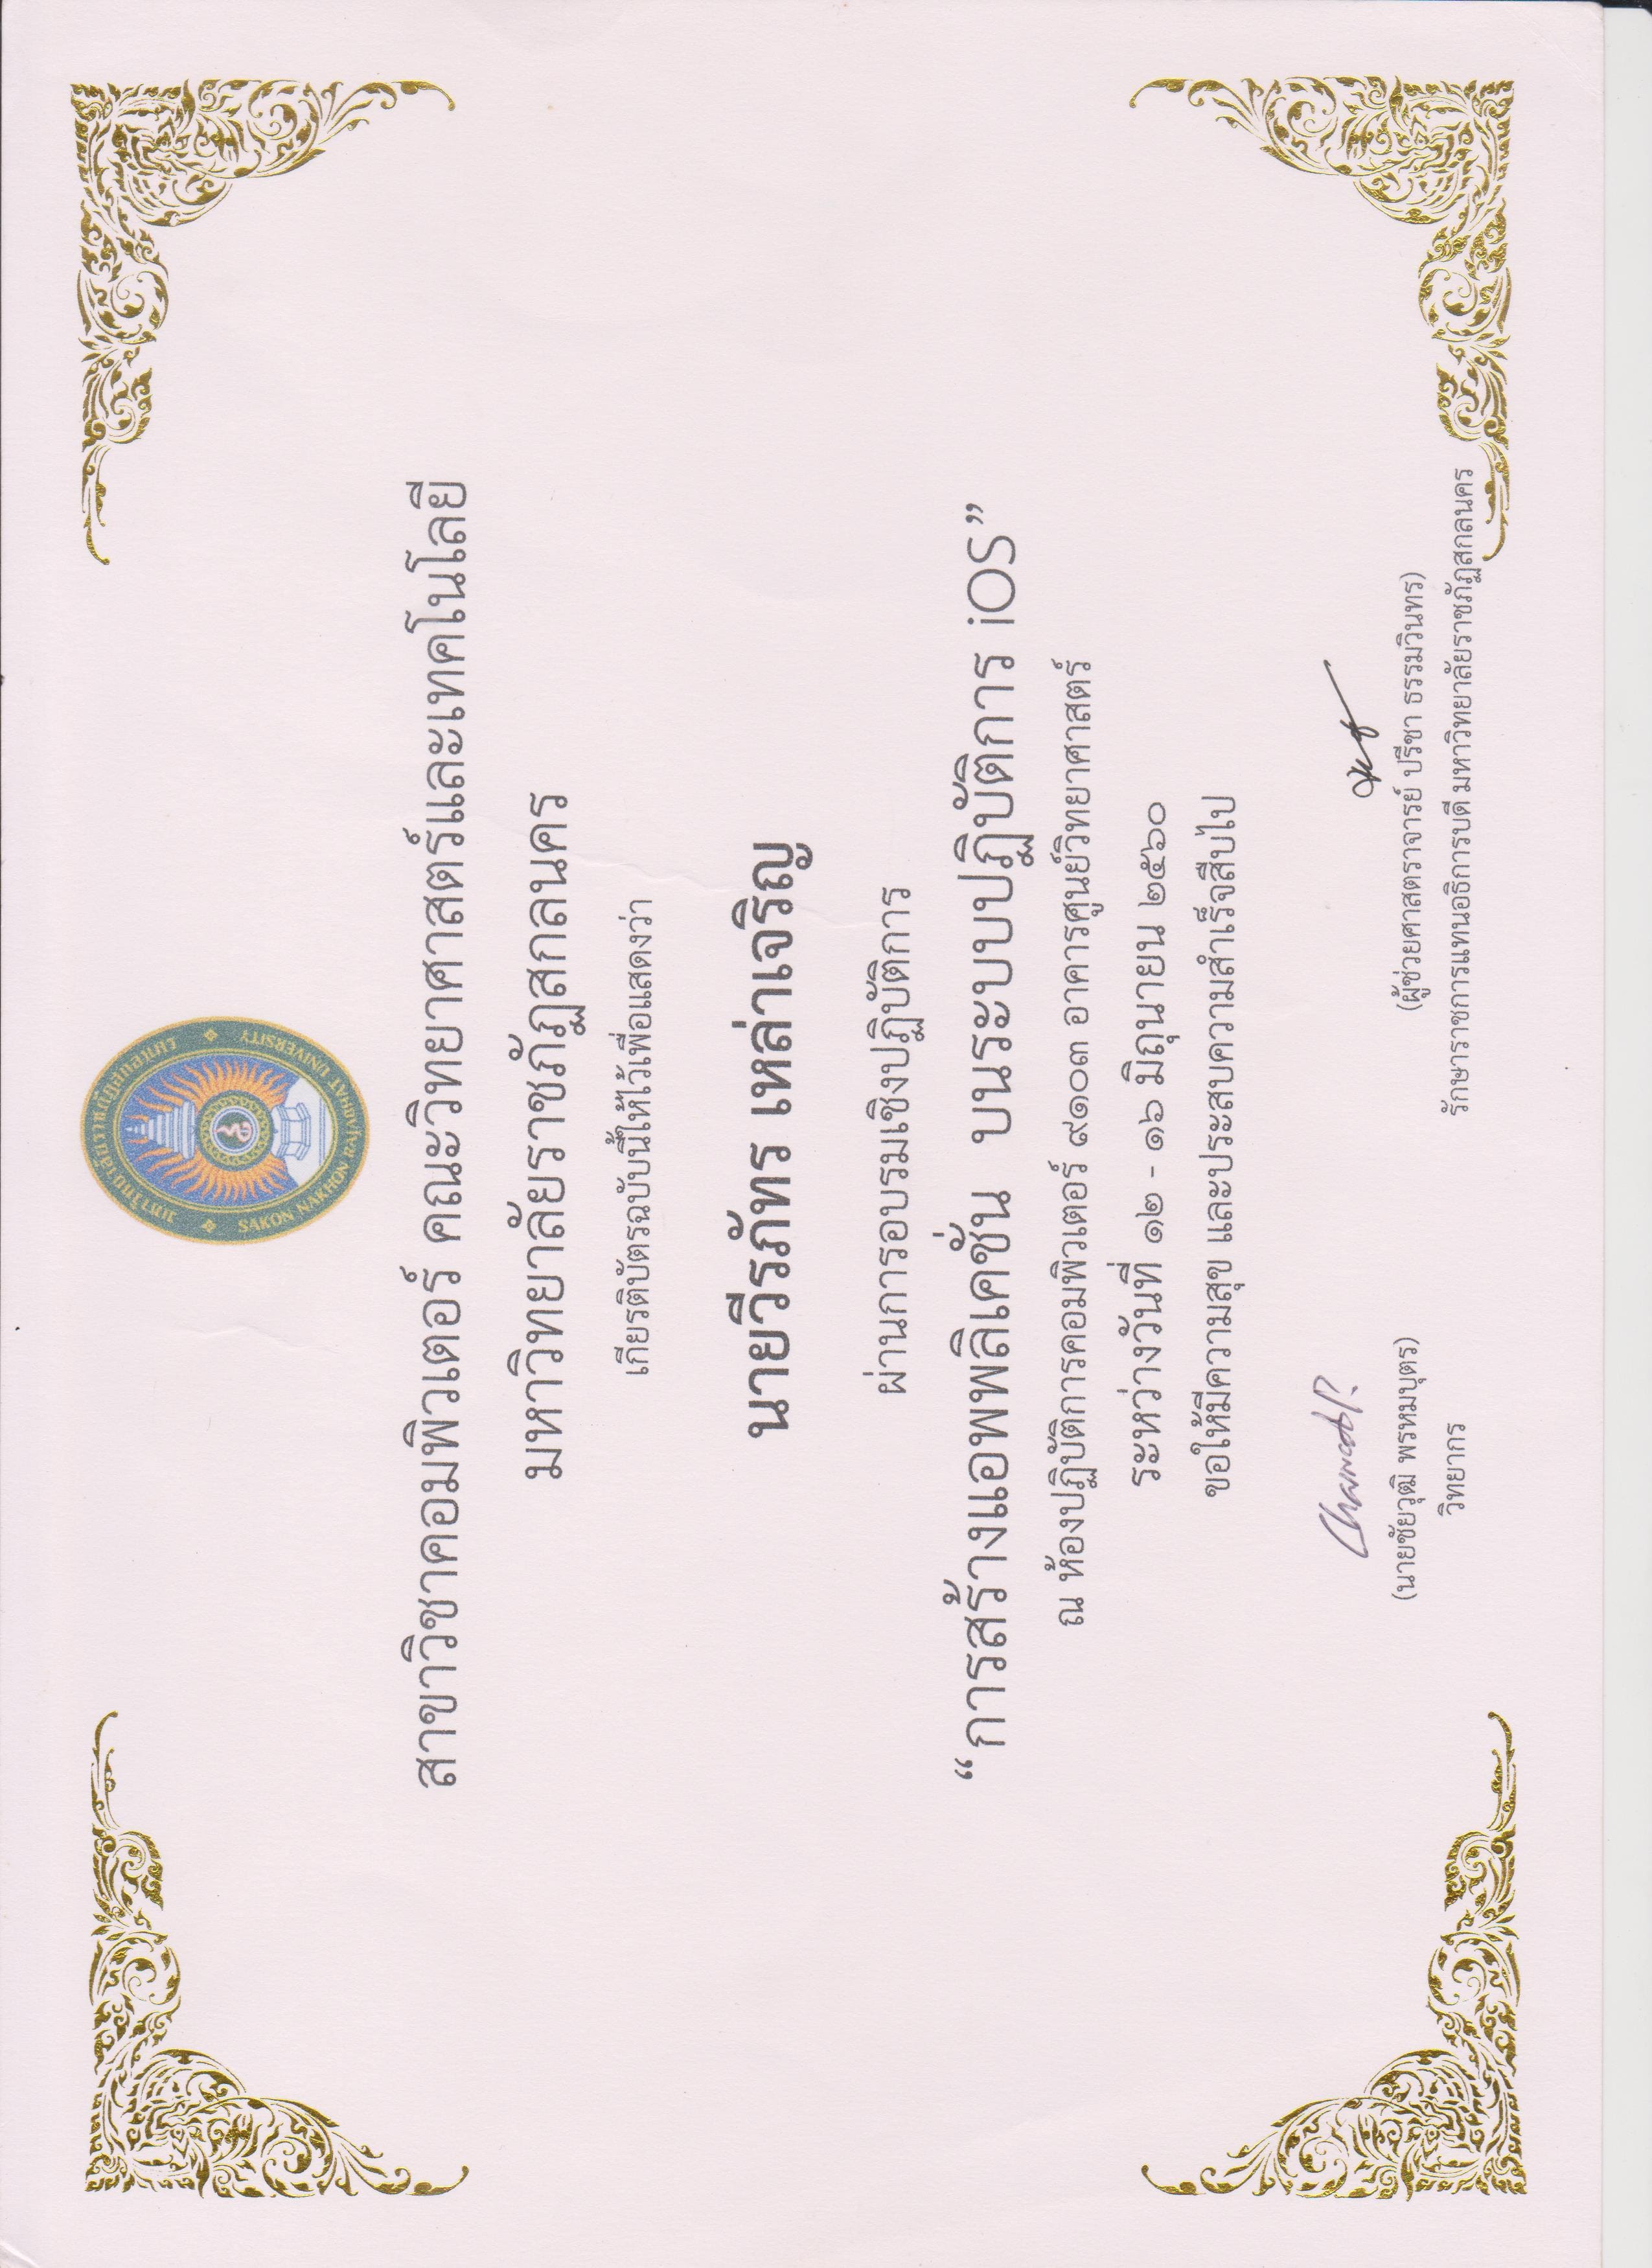 มหาวิทยาลัยราชภัฏสกลนคร
SAKON NAKHON RAJABHAT UNIVERSITY
สาขาวิชาคอมพิวเตอร์ คณะวิทยาศาสตร์และเทคโนโลยี
มหาวิทยาลัยราชภัฏสกลนคร
เกียรติบัตรฉบับนี้ให้ไว้เพื่อแสดงว่า
นายวีรภัทร เหล่าเจริญ
ผ่านการอบรมเชิงปฏิบัติการ
“การสร้างแอพพลิเคชั่น บนระบบปฏิบัติการ iOS”
ณ ห้องปฏิบัติการคอมพิวเตอร์ ๙๑๐๓ อาคารศูนย์วิทยาศาสตร์
ระหว่างวันที่ ๑๒ - ๑๖ มิถุนายน ๒๕๖๐
ขอให้มีความสุข และประสบความสำเร็จสืบไป
(นายชัยวุฒิ พรหมบุตร)
วิทยากร
(ผู้ช่วยศาสตราจารย์ ปรีชา ธรรมวินทร)
รักษาราชการแทนอธิการบดี มหาวิทยาลัยราชภัฏสกลนคร